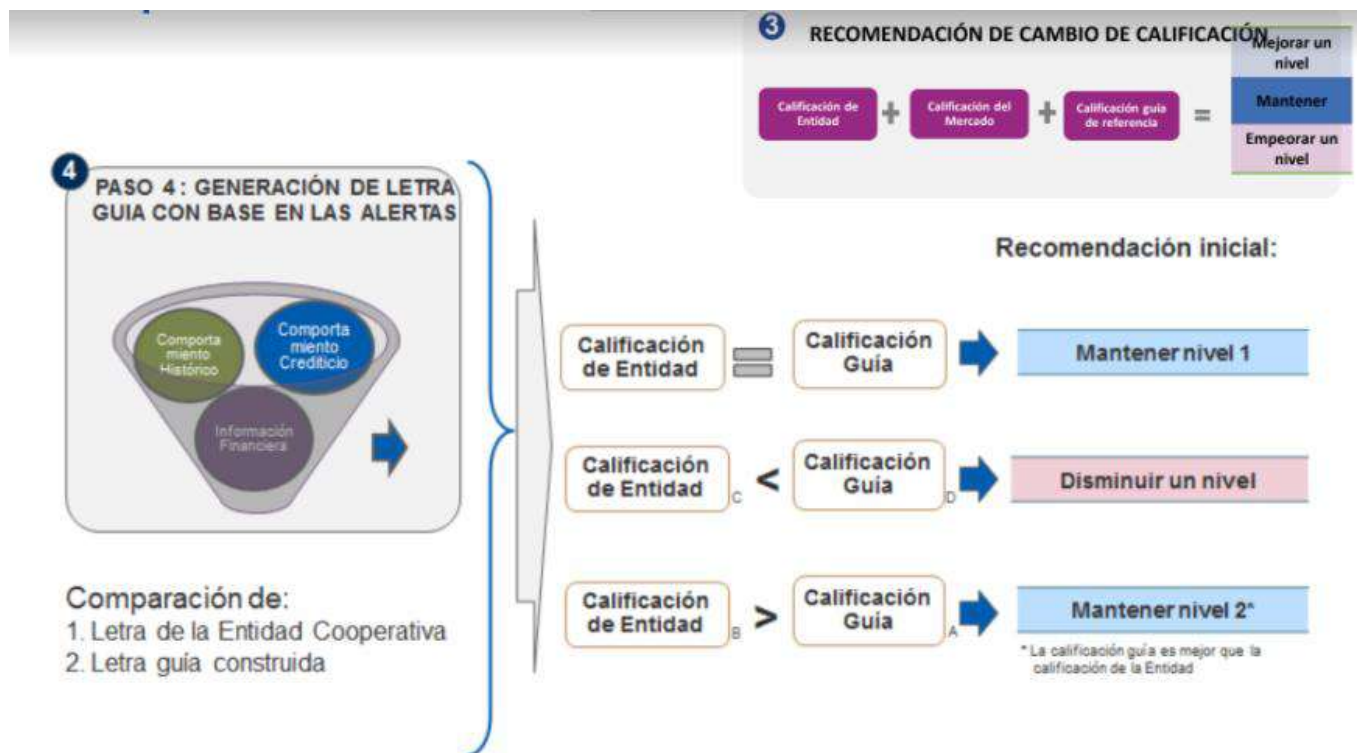 3 RECOMENDACIÓN DE CAMBIO DE CALIFICACIÓN
Calificación de
Entidad
+
Calificación del
Mercado
+
Calificación guía
de referencia
=
Mejorar un
nivel
Mantener
Empeorar un
nivel
4
PASO 4: GENERACIÓN DE LETRA
GUIA CON BASE EN LAS ALERTAS
Comporta
miento
Histórico
Comporta
miento
Crediticio
Información
Financiera
Comparación de:
1. Letra de la Entidad Cooperativa
2. Letra guía construida
Recomendación inicial:
Calificación
de Entidad
=
Calificación
Guía
Mantener nivel 1
Calificación
de Entidad
C
<
Calificación
Guía
D
Disminuir un nivel
Calificación
de Entidad
B
>
Calificación
Guía
A
Mantener nivel 2*
* La calificación guía es mejor que la
calificación de la Entidad